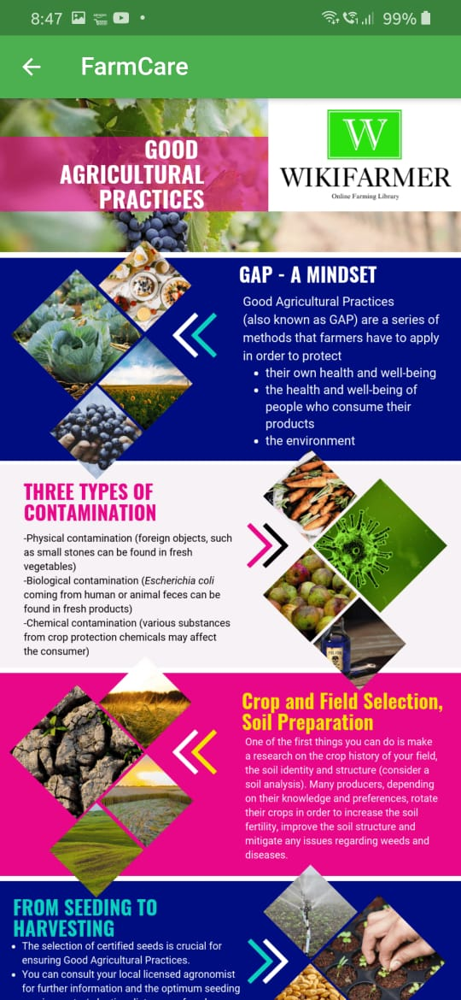 8:47
99%
FarmCare
GOOD
AGRICULTURAL
PRACTICES
W
WIKIFARMER
Online Farming Library
GAP - A MINDSET
Good Agricultural Practices
(also known as GAP) are a series of
methods that farmers have to apply
in order to protect
• their own health and well-being
• the health and well-being of
people who consume their
products
• the environment
THREE TYPES OF
CONTAMINATION
-Physical contamination (foreign objects, such
as small stones can be found in fresh
vegetables)
-Biological contamination (Escherichia coli
coming from human or animal feces can be
found in fresh products)
-Chemical contamination (various substances
from crop protection chemicals may affect
the consumer)
POISON
Crop and Field Selection,
Soil Preparation
One of the first things you can do is make
a research on the crop history of your field,
the soil identity and structure (consider a
soil analysis). Many producers, depending
on their knowledge and preferences, rotate
their crops in order to increase the soil
fertility, improve the soil structure and
mitigate any issues regarding weeds and
diseases.
FROM SEEDING TO
HARVESTING
• The selection of certified seeds is crucial for
ensuring Good Agricultural Practices.
• You can consult your local licensed agronomist
for further information and the optimum seeding